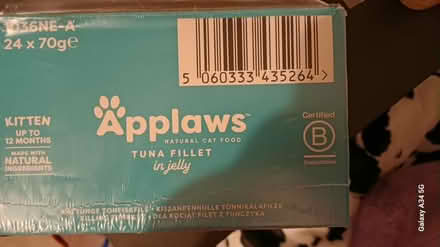 24 x 70g℮
5 060333 435264 >
KITTEN
UP TO
12 MONTHS
MADE WITH
NATURAL
INGREDIENTS
Applaws™
NATURAL CAT FOOD
TUNA FILLET
in jelly
Certified
B
Galaxy A34 5G